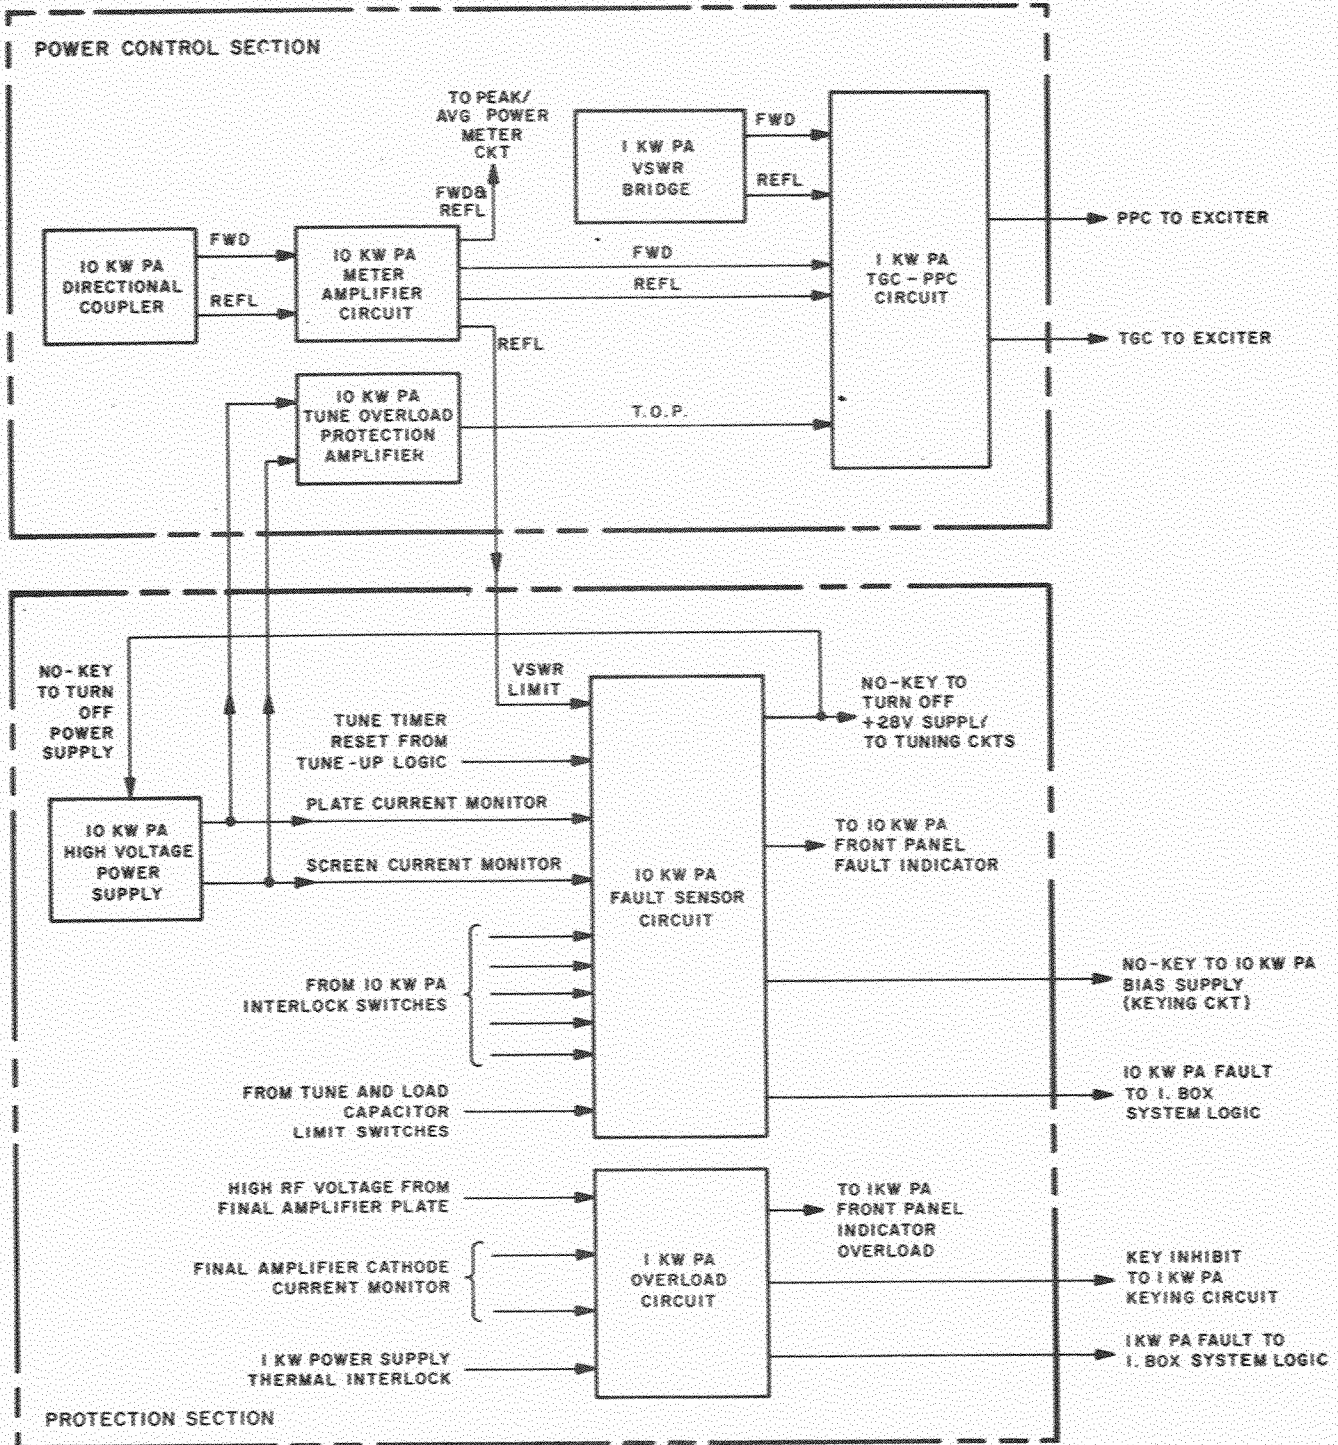 POWER CONTROL SECTION
TO PEAK/
AVG POWER
METER
CKT
FWD&
REFL
1 KW PA
VSWR
BRIDGE
FWD
REFL
10 KW PA
DIRECTIONAL
COUPLER
FWD
REFL
10 KW PA
METER
AMPLIFIER
CIRCUIT
FWD
REFL
REFL
1 KW PA
TGC-PPC
CIRCUIT
PPC TO EXCITER
TGC TO EXCITER
10 KW PA
TUNE OVERLOAD
PROTECTION
AMPLIFIER
T.O.P.
NO-KEY
TO TURN
OFF
POWER
SUPPLY
VSWR
LIMIT
TUNE TIMER
RESET FROM
TUNE-UP LOGIC
PLATE CURRENT MONITOR
SCREEN CURRENT MONITOR
10 KW PA
HIGH VOLTAGE
POWER
SUPPLY
FROM 10 KW PA
INTERLOCK SWITCHES
FROM TUNE AND LOAD
CAPACITOR
LIMIT SWITCHES
10 KW PA
FAULT SENSOR
CIRCUIT
NO-KEY TO
TURN OFF
+28V SUPPLY
TO TUNING CKTS
TO 10 KW PA
FRONT PANEL
FAULT INDICATOR
NO-KEY TO 10 KW PA
BIAS SUPPLY
(KEYING CKT)
10 KW PA FAULT
TO I. BOX
SYSTEM LOGIC
HIGH RF VOLTAGE FROM
FINAL AMPLIFIER PLATE
FINAL AMPLIFIER CATHODE
CURRENT MONITOR
1 KW POWER SUPPLY
THERMAL INTERLOCK
1 KW PA
OVERLOAD
CIRCUIT
TO 1KW PA
FRONT PANEL
INDICATOR
OVERLOAD
KEY INHIBIT
TO 1 KW PA
KEYING CIRCUIT
1KW PA FAULT TO
I. BOX SYSTEM LOGIC
PROTECTION SECTION